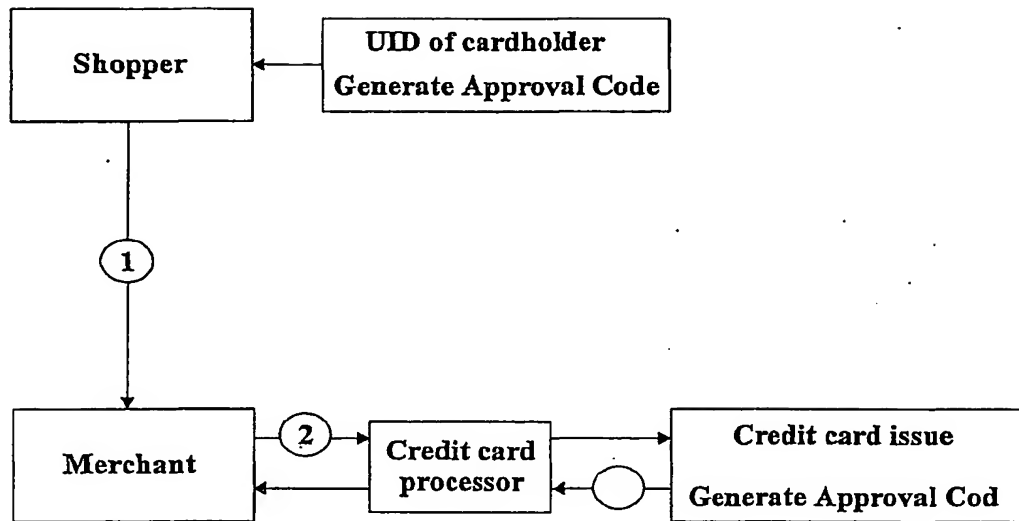 Shopper
UID of cardholder
Generate Approval Code
1
Merchant
2
Credit card
processor
Credit card issue
Generate Approval Cod